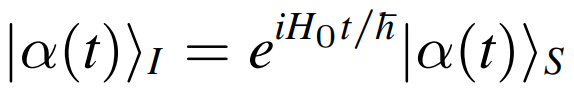 |α(t)⟩_I = e^{iH_0t/ħ}|α(t)⟩_S